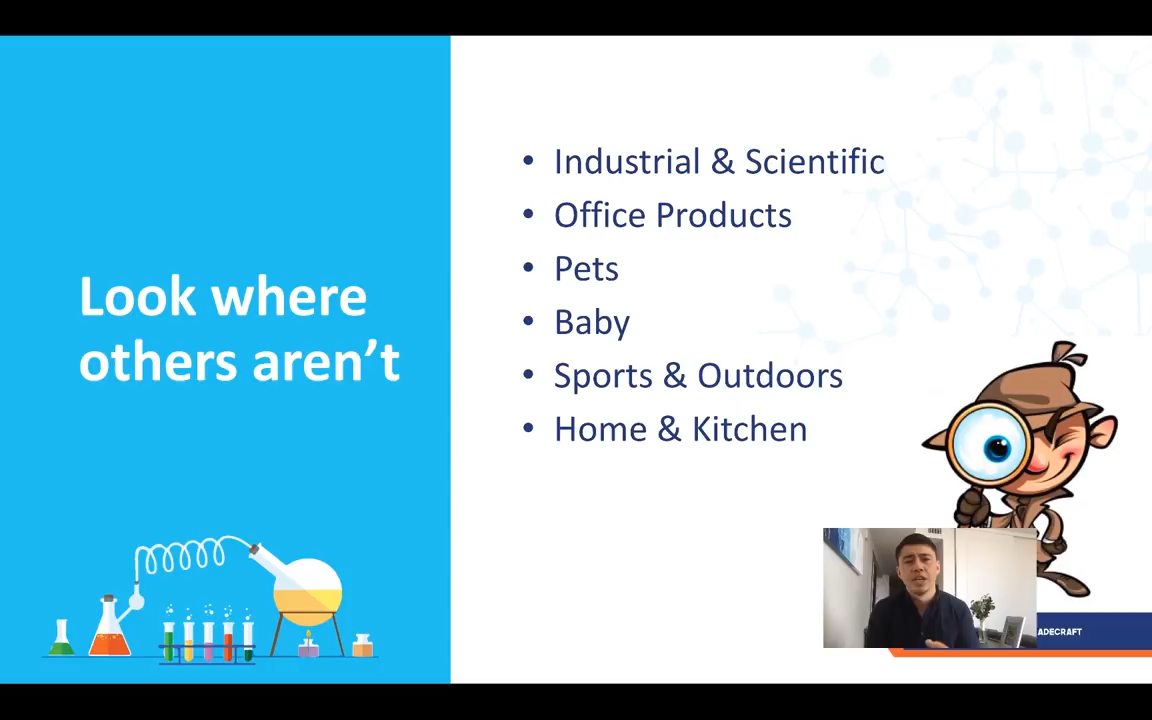 Look where
others aren't
• Industrial & Scientific
• Office Products
• Pets
• Baby
• Sports & Outdoors
• Home & Kitchen
ADECRAFT